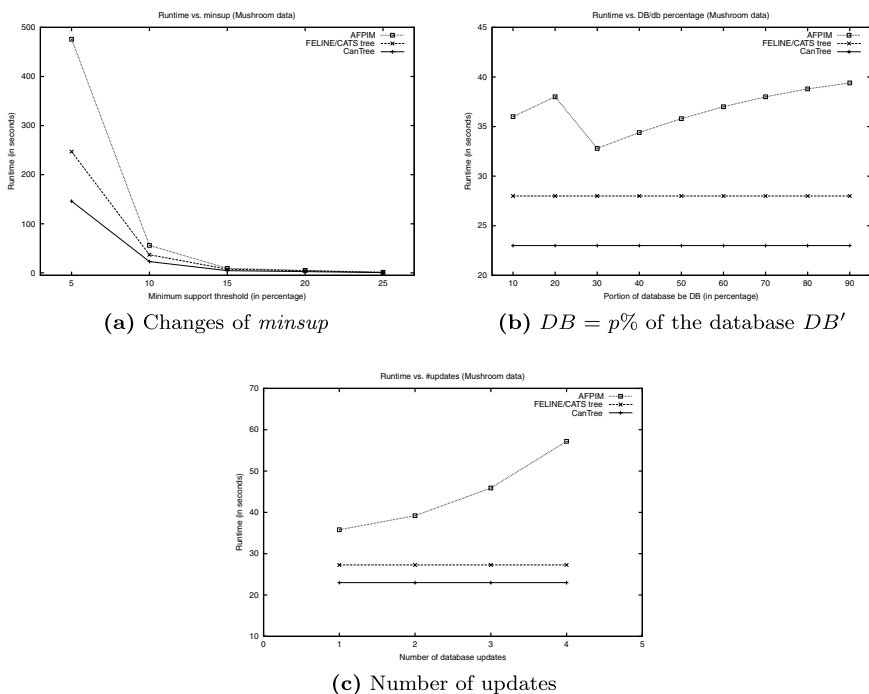 Runtime vs. minsup (Mushroom data)
500
400
300
200
100
0
Runtime (in seconds)
AFPIM
FELINE/CATS tree
CanTree
5 10 15 20 25
Minimum support threshold (in percentage)
(a) Changes of minsup
Runtime vs. DB/db percentage (Mushroom data)
45
40
35
30
25
20
Runtime (in seconds)
AFPIM
FELINE/CATS tree
CanTree
10 20 30 40 50 60 70 80 90
Portion of database be DB (in percentage)
(b) DB = p% of the database DB′
Runtime vs. #updates (Mushroom data)
70
60
50
40
30
20
10
Runtime (in seconds)
AFPIM
FELINE/CATS tree
CanTree
0 1 2 3 4 5
Number of database updates
(c) Number of updates